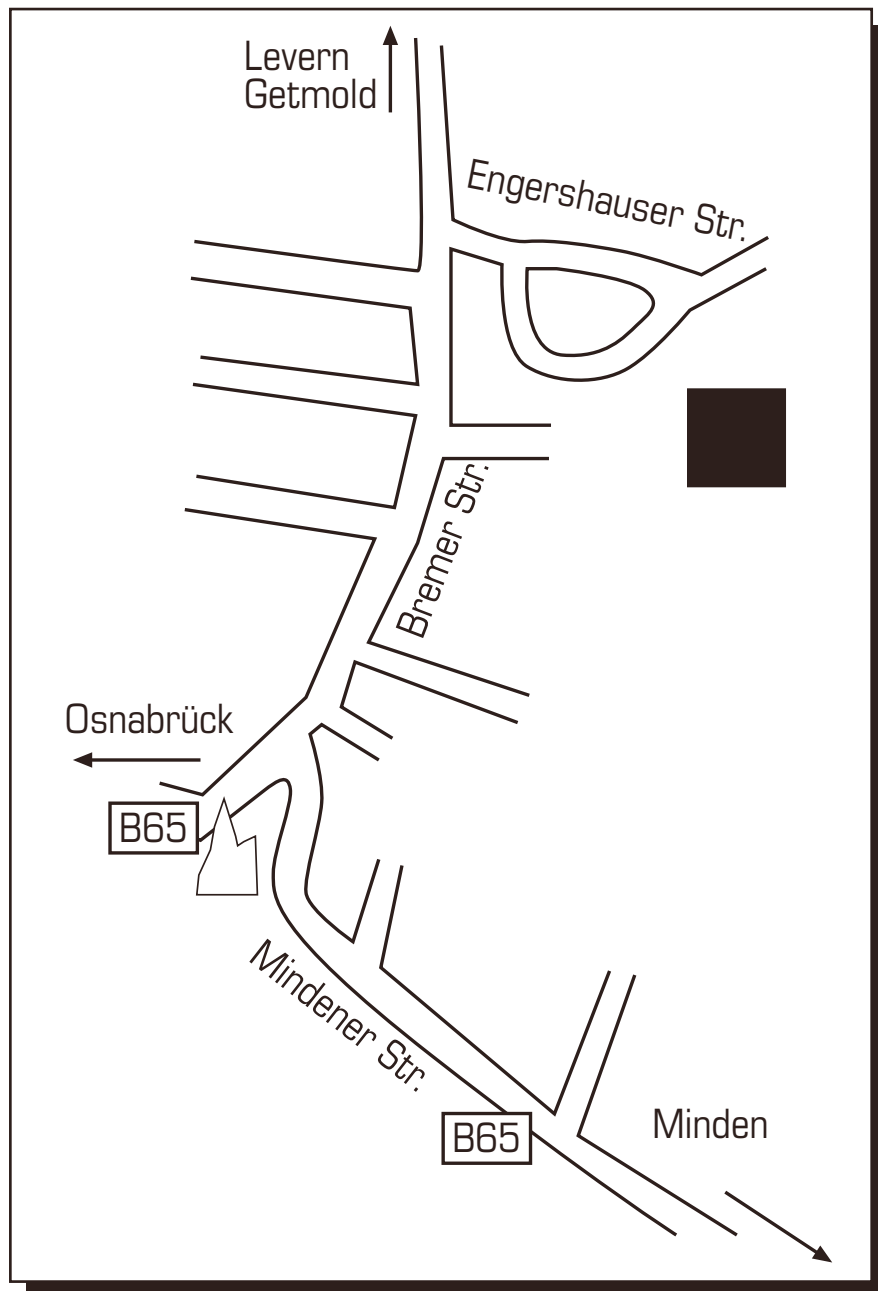 Levern
Getmold
Engershauser Str.
Bremer Str.
Osnabrück
B65
Mindener Str.
B65
Minden